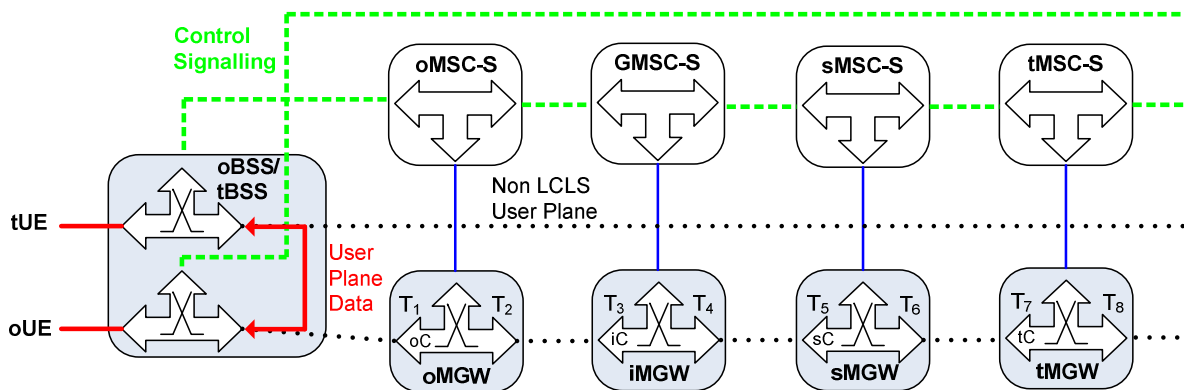 Control
Signalling
oMSC-S
GMSC-S
sMSC-S
tMSC-S
oBSS/
tBSS
Non LCLS
User Plane
tUE
User
Plane
Data
oUE
T1 T2
oC
oMGW
T3 T4
iC
iMGW
T5 T6
sC
sMGW
T7 T8
tC
tMGW